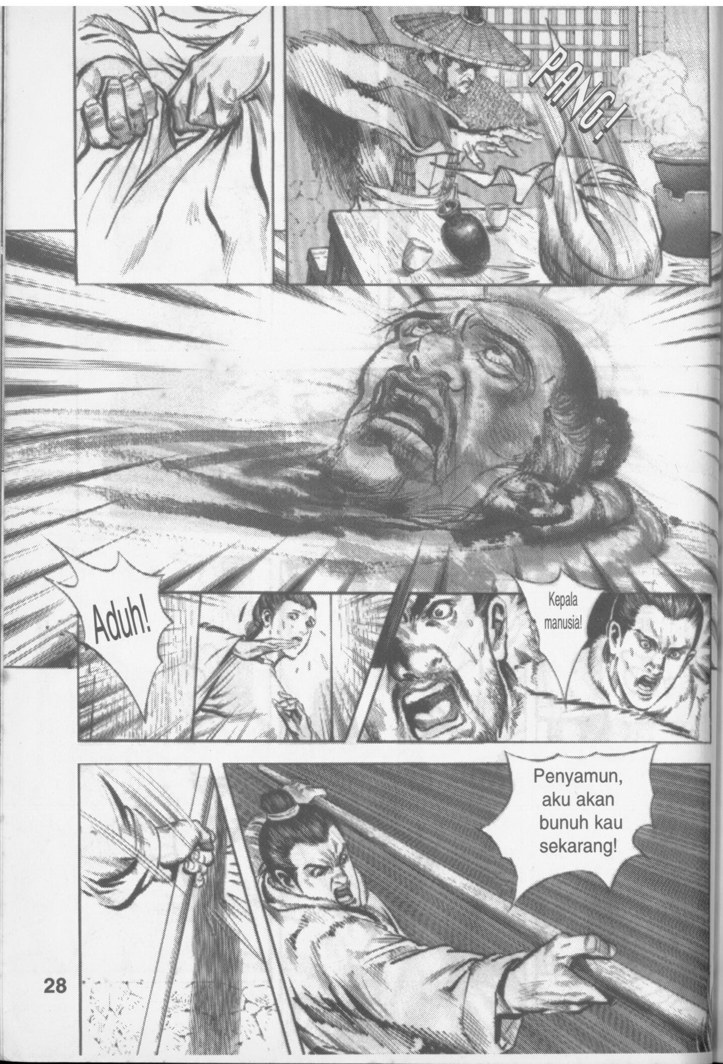 PANG!
Aduh!
Kepala
manusia!
Penyamun,
aku akan
bunuh kau
sekarang!
28